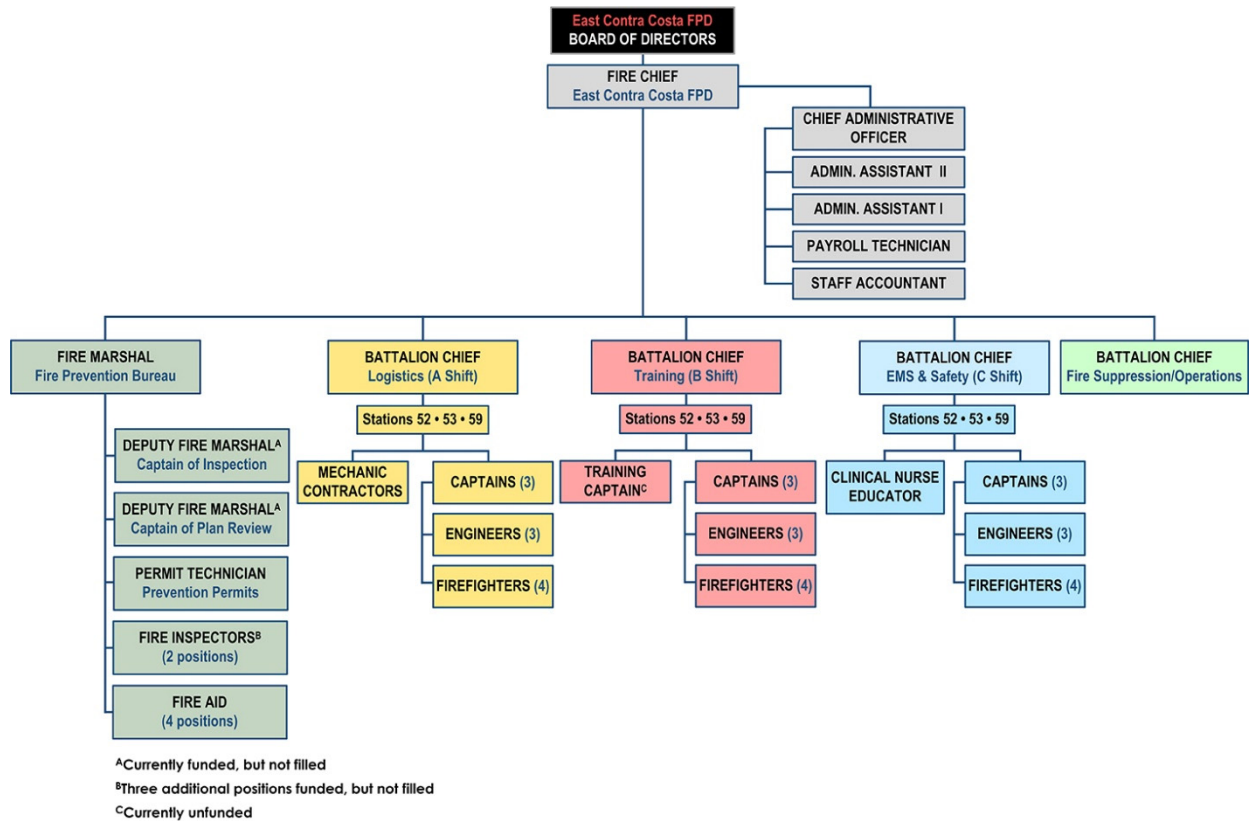 East Contra Costa FPD
BOARD OF DIRECTORS
FIRE CHIEF
East Contra Costa FPD
CHIEF ADMINISTRATIVE
OFFICER
ADMIN. ASSISTANT II
ADMIN. ASSISTANT I
PAYROLL TECHNICIAN
STAFF ACCOUNTANT
FIRE MARSHAL
Fire Prevention Bureau
DEPUTY FIRE MARSHALᴬ
Captain of Inspection
DEPUTY FIRE MARSHALᴬ
Captain of Plan Review
PERMIT TECHNICIAN
Prevention Permits
FIRE INSPECTORSᴮ
(2 positions)
FIRE AID
(4 positions)
BATTALION CHIEF
Logistics (A Shift)
Stations 52 • 53 • 59
MECHANIC
CONTRACTORS
CAPTAINS (3)
ENGINEERS (3)
FIREFIGHTERS (4)
BATTALION CHIEF
Training (B Shift)
Stations 52 • 53 • 59
TRAINING
CAPTAINᶜ
CAPTAINS (3)
ENGINEERS (3)
FIREFIGHTERS (4)
BATTALION CHIEF
EMS & Safety (C Shift)
Stations 52 • 53 • 59
CLINICAL NURSE
EDUCATOR
CAPTAINS (3)
ENGINEERS (3)
FIREFIGHTERS (4)
BATTALION CHIEF
Fire Suppression/Operations
ᴬCurrently funded, but not filled
ᴮThree additional positions funded, but not filled
ᶜCurrently unfunded